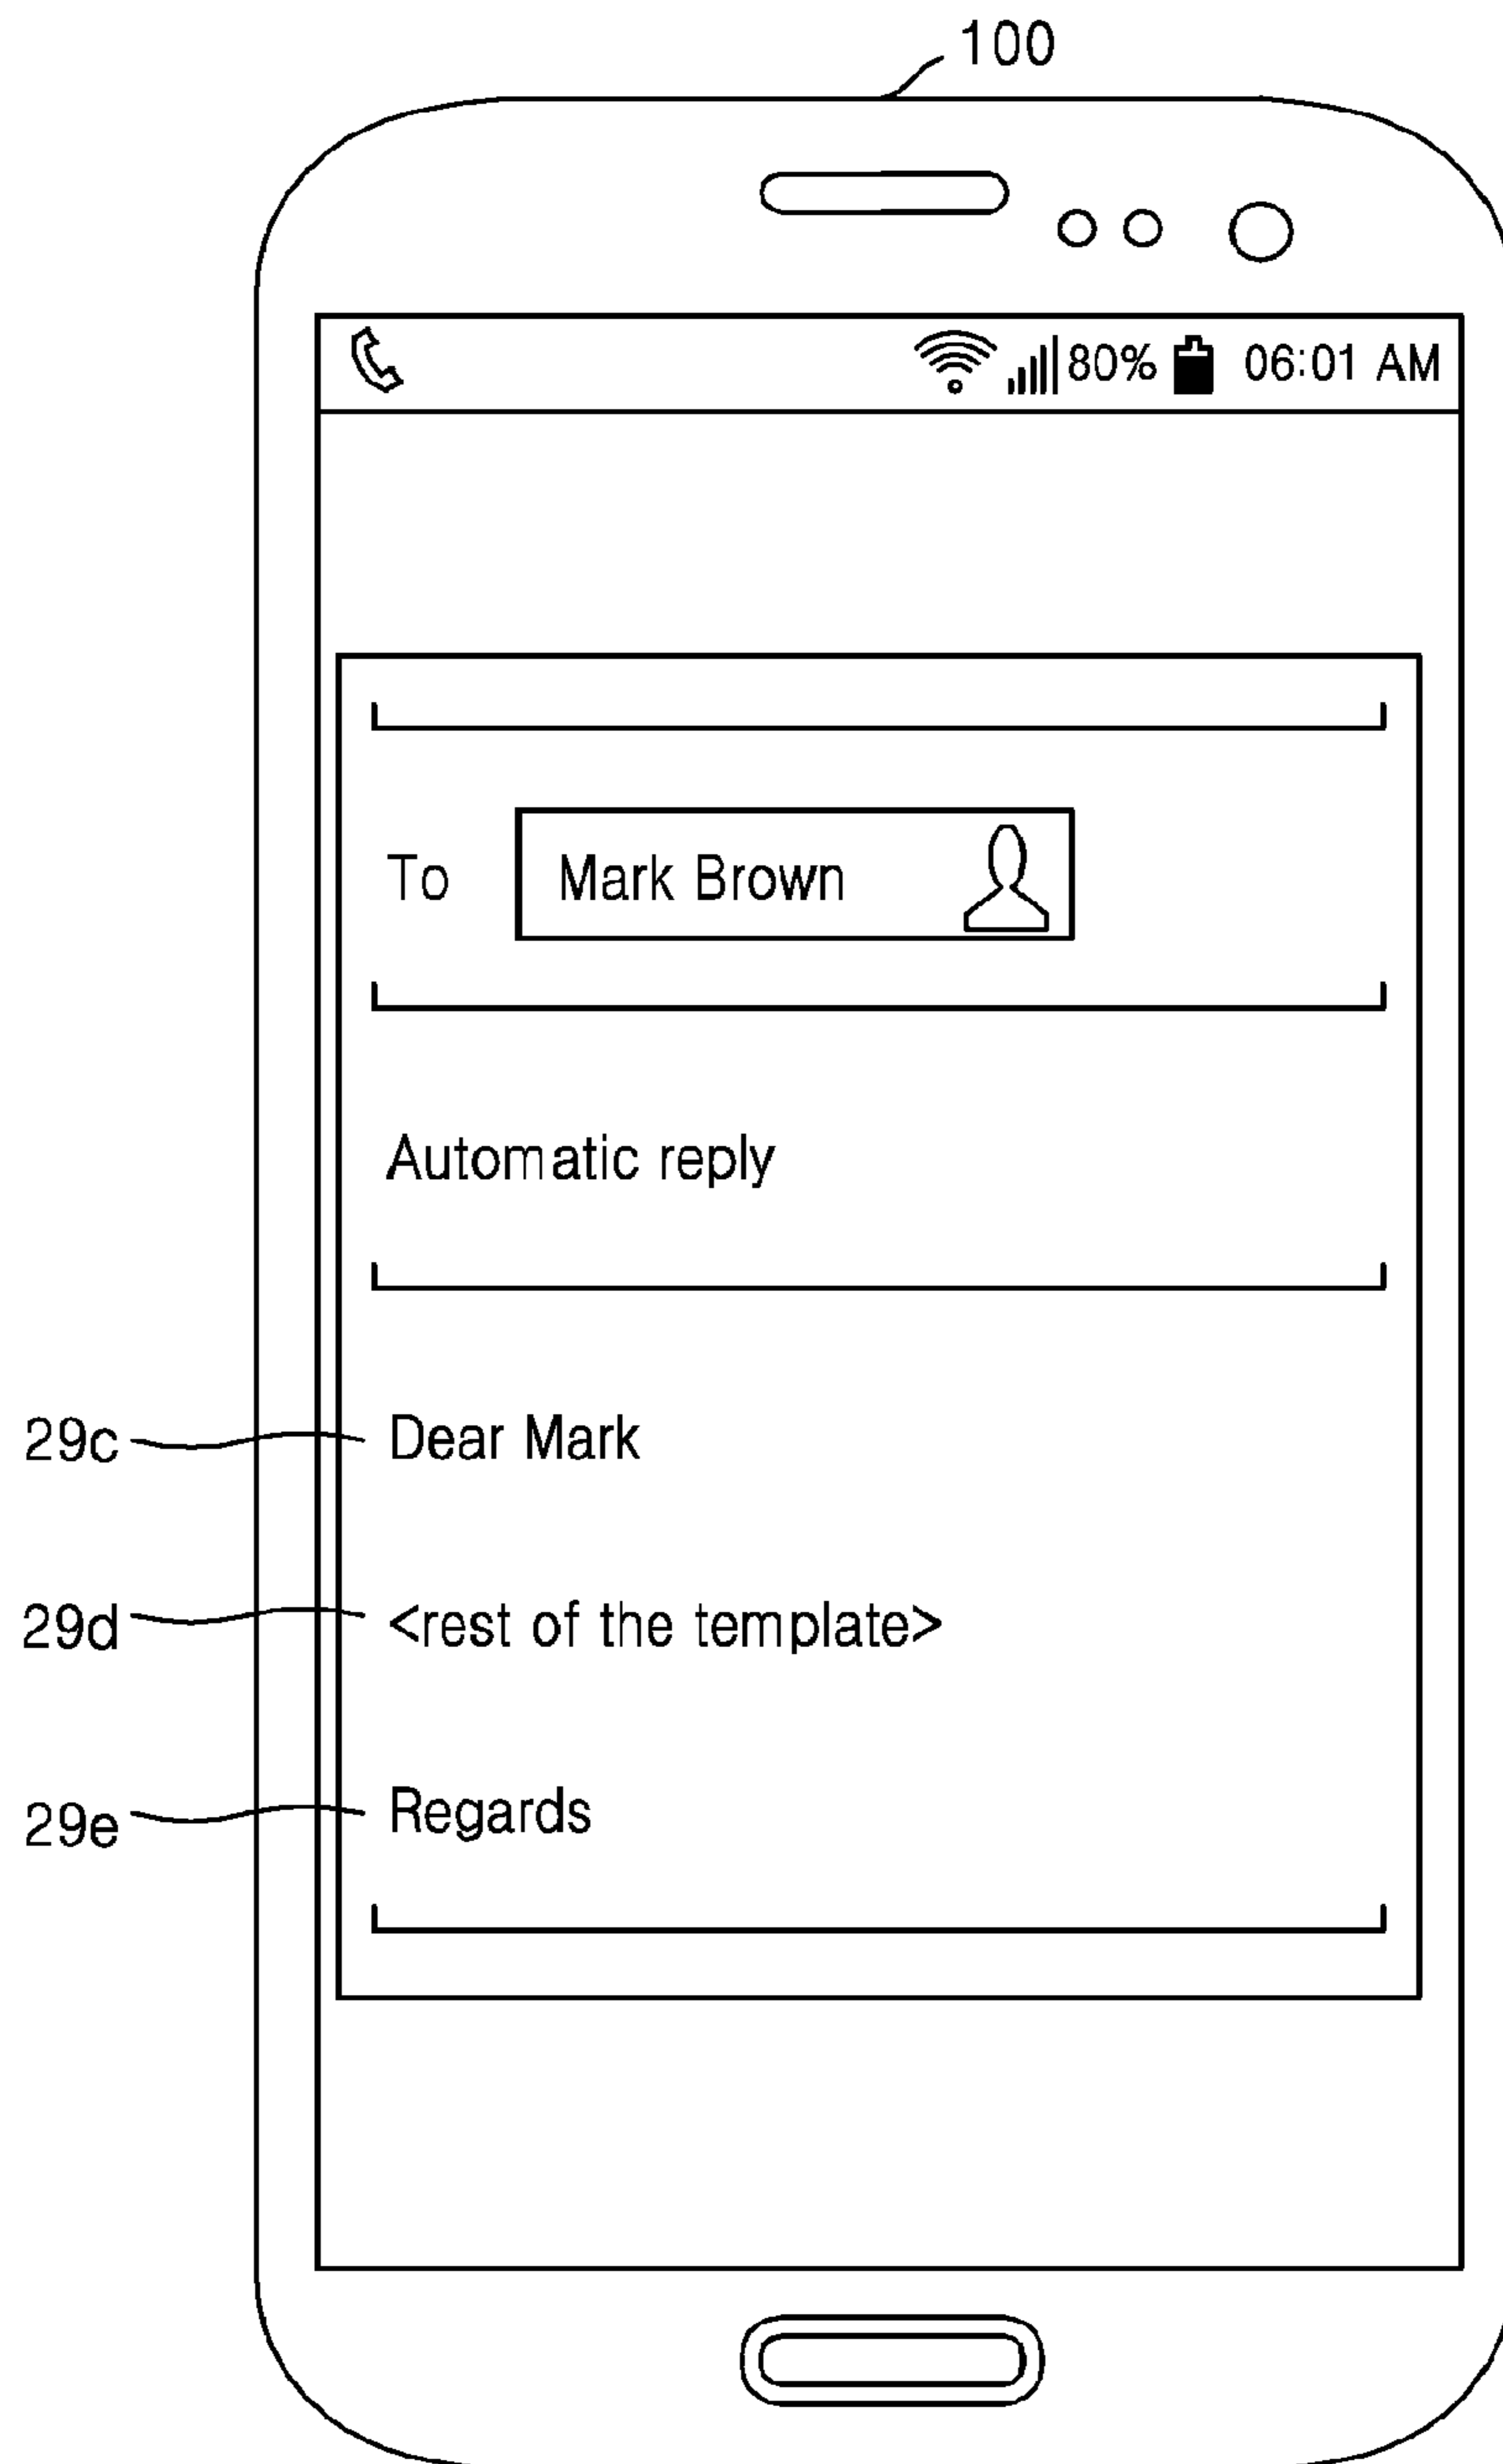 100
80% 06:01 AM
To Mark Brown
Automatic reply
29c Dear Mark
29d <rest of the template>
29e Regards